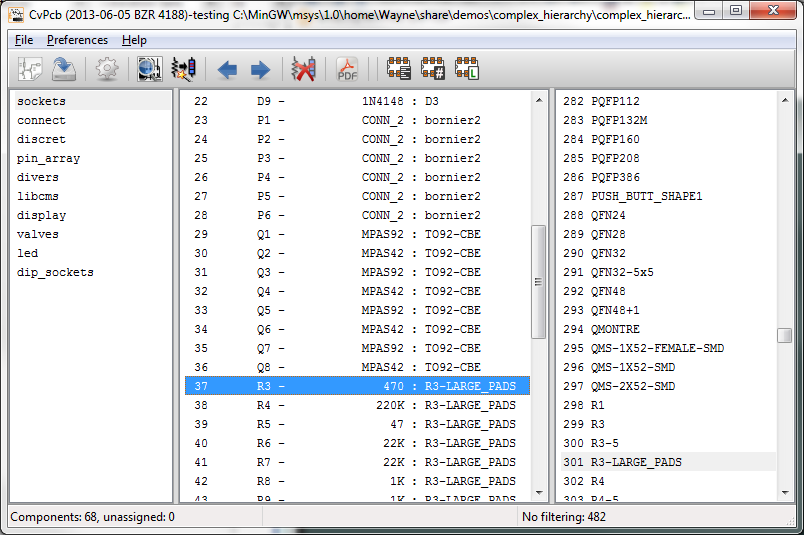 CvPcb (2013-06-05 BZR 4188)-testing C:\MinGW\msys\1.0\home\Wayne\share\demos\complex_hierarchy\complex_hierarc...
File Preferences Help
PDF # L
sockets
connect
discret
pin_array
divers
libcms
display
valves
led
dip_sockets
22 D9 - 1N4148 : D3
23 P1 - CONN_2 : bornier2
24 P2 - CONN_2 : bornier2
25 P3 - CONN_2 : bornier2
26 P4 - CONN_2 : bornier2
27 P5 - CONN_2 : bornier2
28 P6 - CONN_2 : bornier2
29 Q1 - MPAS92 : TO92-CBE
30 Q2 - MPAS42 : TO92-CBE
31 Q3 - MPAS92 : TO92-CBE
32 Q4 - MPAS42 : TO92-CBE
33 Q5 - MPAS92 : TO92-CBE
34 Q6 - MPAS42 : TO92-CBE
35 Q7 - MPAS92 : TO92-CBE
36 Q8 - MPAS42 : TO92-CBE
37 R3 - 470 : R3-LARGE_PADS
38 R4 - 220K : R3-LARGE_PADS
39 R5 - 47 : R3-LARGE_PADS
40 R6 - 22K : R3-LARGE_PADS
41 R7 - 22K : R3-LARGE_PADS
42 R8 - 1K : R3-LARGE_PADS
43 R9 - 1K : R3-LARGE_PADS
282 PQFP112
283 PQFP132M
284 PQFP160
285 PQFP208
286 PQFP386
287 PUSH_BUTT_SHAPE1
288 QFN24
289 QFN28
290 QFN32
291 QFN32-5x5
292 QFN48
293 QFN48+1
294 QMONTRE
295 QMS-1X52-FEMALE-SMD
296 QMS-1X52-SMD
297 QMS-2X52-SMD
298 R1
299 R3
300 R3-5
301 R3-LARGE_PADS
302 R4
303 R4-5
Components: 68, unassigned: 0
No filtering: 482